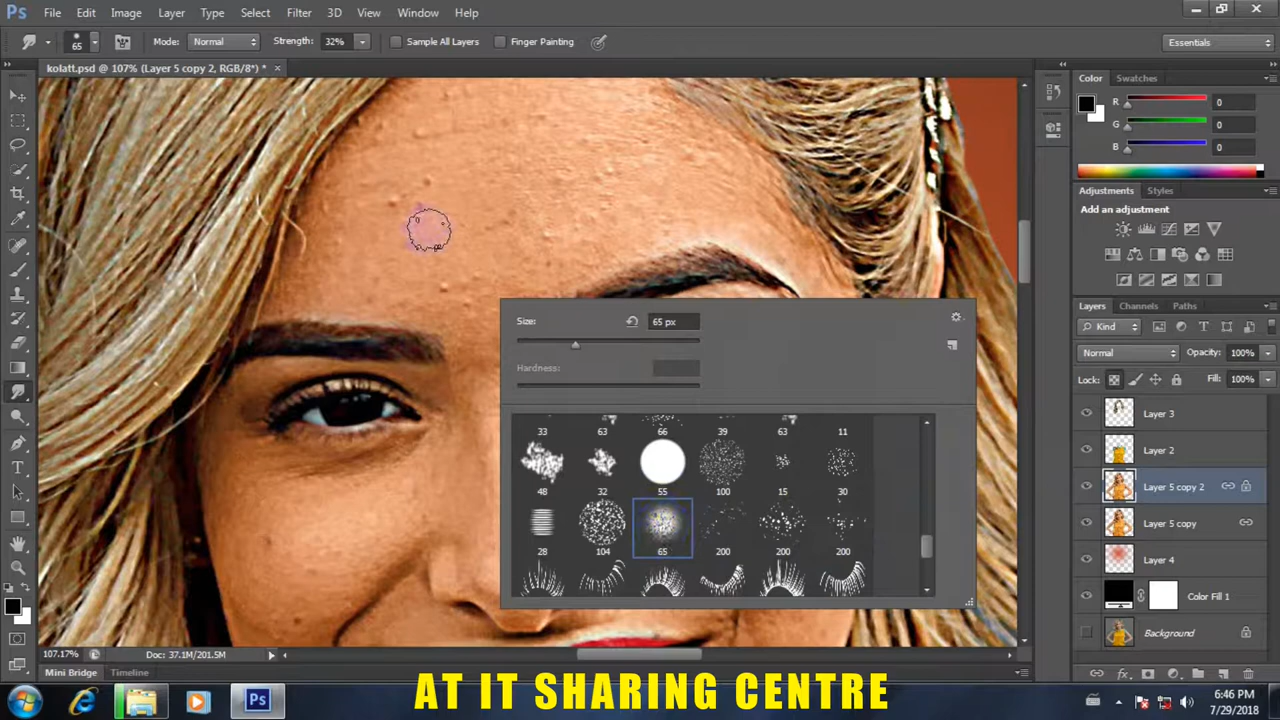 Ps File Edit Image Layer Type Select Filter 3D View Window Help
65 Mode: Normal Strength: 32% Sample All Layers Finger Painting Essentials
kolatt.psd @ 107% (Layer 5 copy 2, RGB/8*) * ×
Color Swatches
R 0
G 0
B 0
Adjustments Styles
Add an adjustment
Layers Channels Paths
Kind
Normal Opacity: 100%
Lock: Fill: 100%
Layer 3
Layer 2
Layer 5 copy 2
Layer 5 copy
Layer 4
Color Fill 1
Background
Size: 65 px
Hardness:
33 63 66 39 63 11
48 32 55 100 15 30
28 104 65 200 200 200
107.17% Doc: 37.1M/201.5M
Mini Bridge Timeline
AT IT SHARING CENTRE
Ps
6:46 PM
7/29/2018